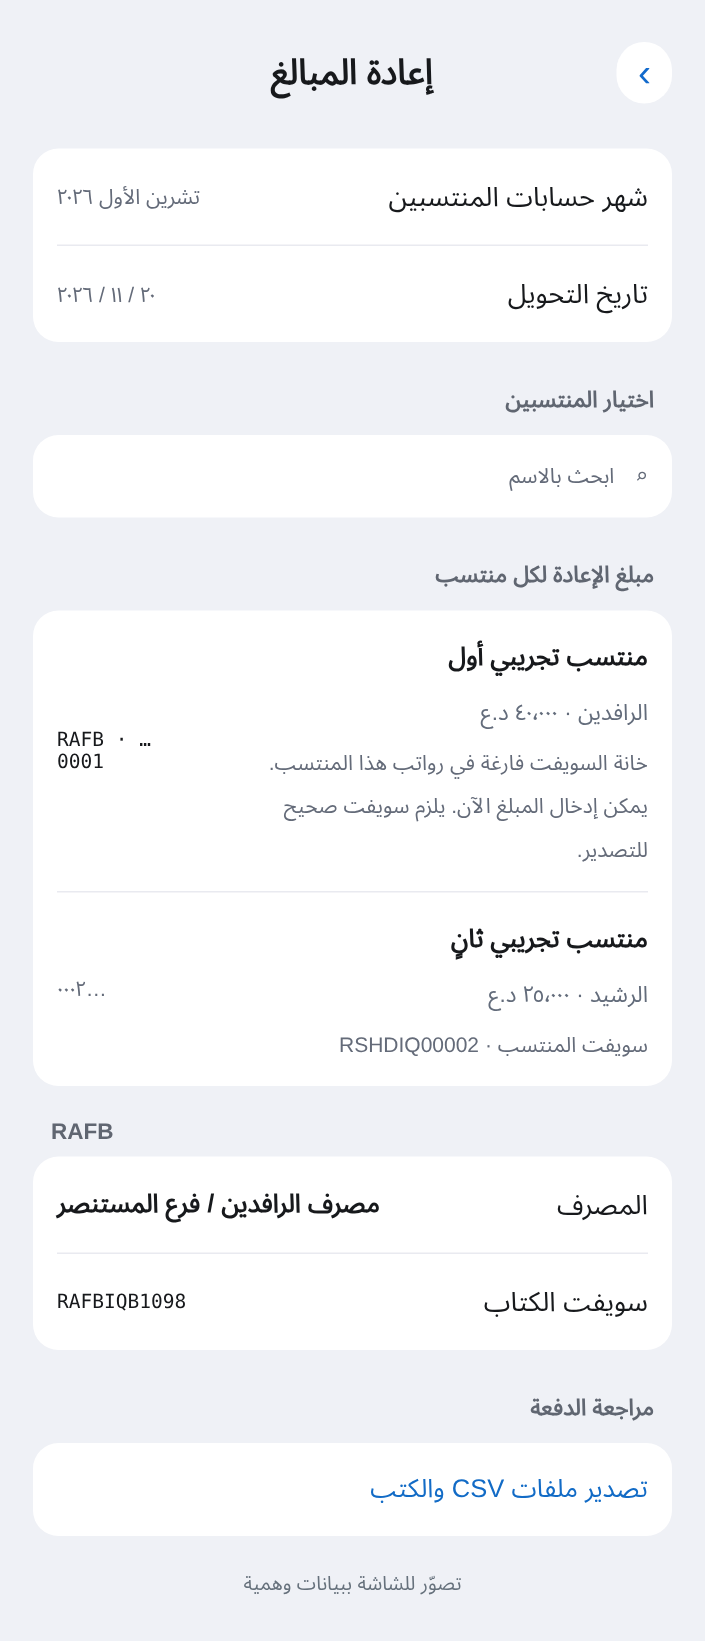 إعادة المبالغ
شهر حسابات المنتسبين تشرين الأول ٢٠٢٦
تاريخ التحويل ٢٠ / ١١ / ٢٠٢٦
اختيار المنتسبين
ابحث بالاسم
مبلغ الإعادة لكل منتسب
منتسب تجريبي أول
الرافدين · ٤٠،٠٠٠ د.ع
RAFB · …
0001
خانة السويفت فارغة في رواتب هذا المنتسب.
يمكن إدخال المبلغ الآن. يلزم سويفت صحيح
للتصدير.
منتسب تجريبي ثانٍ
الرشيد · ٢٥،٠٠٠ د.ع …٠٠٠٢
سويفت المنتسب · RSHDIQ00002
RAFB
المصرف مصرف الرافدين / فرع المستنصر
سويفت الكتاب RAFBIQB1098
مراجعة الدفعة
تصدير ملفات CSV والكتب
تصوّر للشاشة ببيانات وهمية